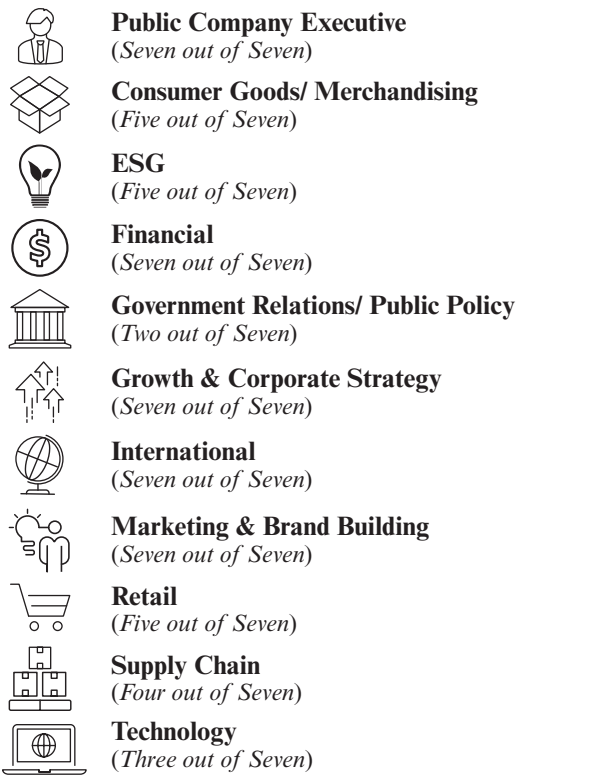 Public Company Executive
(Seven out of Seven)
Consumer Goods/ Merchandising
(Five out of Seven)
ESG
(Five out of Seven)
Financial
(Seven out of Seven)
Government Relations/ Public Policy
(Two out of Seven)
Growth & Corporate Strategy
(Seven out of Seven)
International
(Seven out of Seven)
Marketing & Brand Building
(Seven out of Seven)
Retail
(Five out of Seven)
Supply Chain
(Four out of Seven)
Technology
(Three out of Seven)